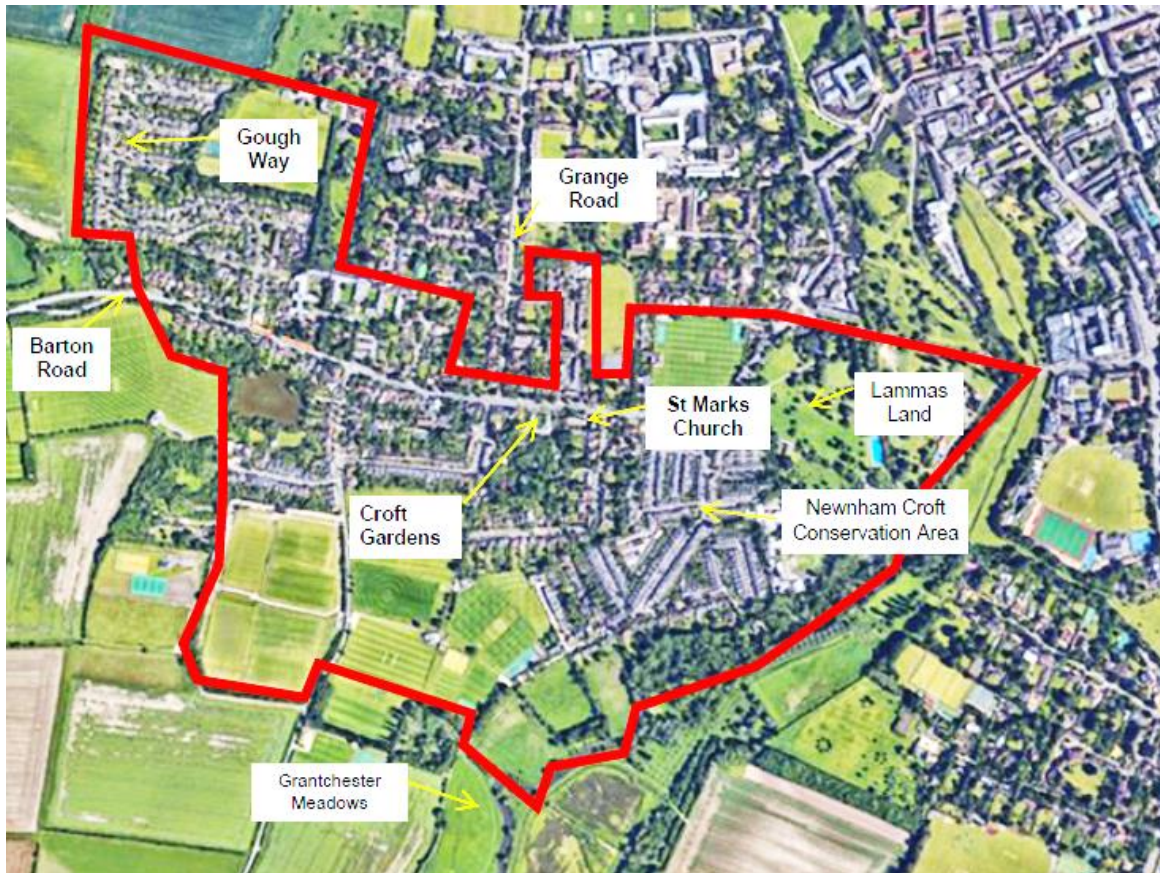 Gough
Way
Grange
Road
Barton
Road
St Marks
Church
Lammas
Land
Croft
Gardens
Newnham Croft
Conservation Area
Grantchester
Meadows